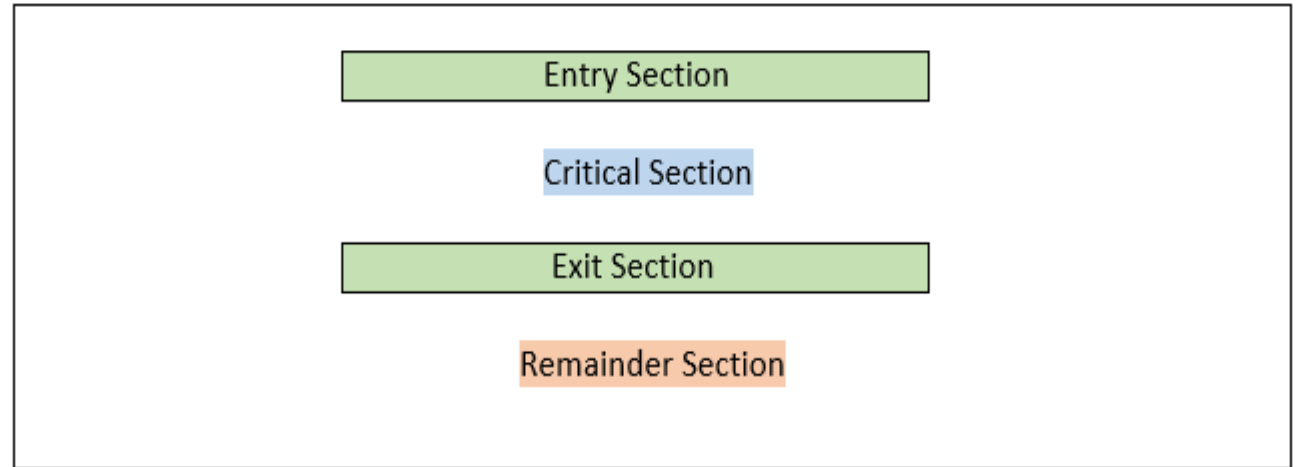 Entry Section
Critical Section
Exit Section
Remainder Section